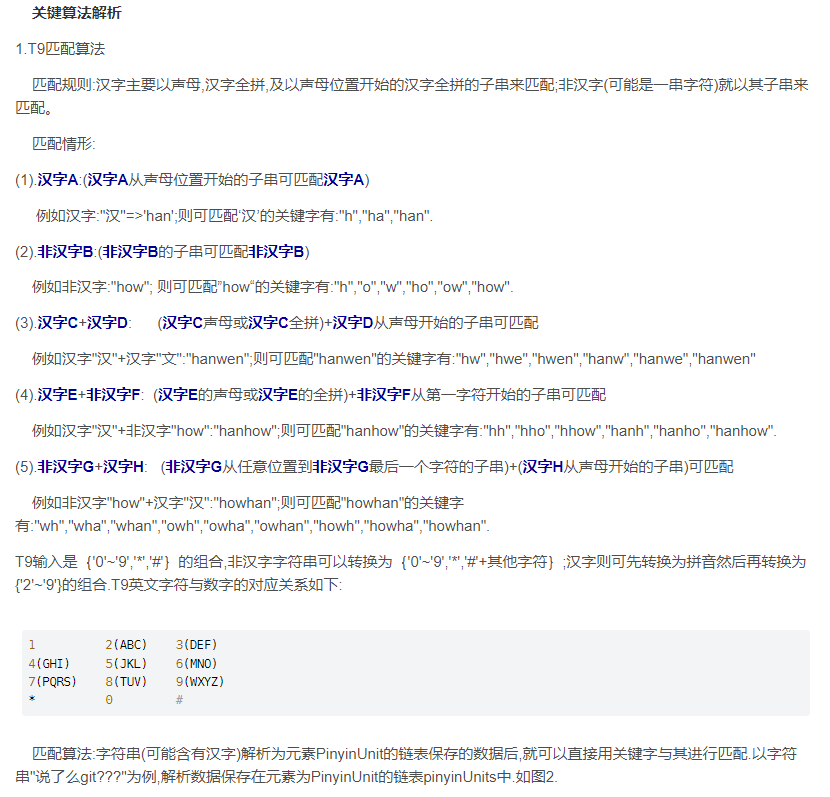 关键算法解析
1.T9匹配算法
匹配规则:汉字主要以声母,汉字全拼,及以声母位置开始的汉字全拼的子串来匹配;非汉字(可能是一串字符)就以其子串来
匹配。
匹配情形:
(1).汉字A:(汉字A从声母位置开始的子串可匹配汉字A)
例如汉字:"汉"=>'han';则可匹配‘汉’的关键字有:"h","ha","han".
(2).非汉字B:(非汉字B的子串可匹配非汉字B)
例如非汉字:"how"; 则可匹配”how“的关键字有:"h","o","w","ho","ow","how".
(3).汉字C+汉字D: (汉字C声母或汉字C全拼)+汉字D从声母开始的子串可匹配
例如汉字"汉"+汉字"文":"hanwen";则可匹配"hanwen"的关键字有:"hw","hwe","hwen","hanw","hanwe","hanwen"
(4).汉字E+非汉字F: (汉字E的声母或汉字E的全拼)+非汉字F从第一字符开始的子串可匹配
例如汉字"汉"+非汉字"how":"hanhow";则可匹配"hanhow"的关键字有:"hh","hho","hhow","hanh","hanho","hanhow".
(5).非汉字G+汉字H: (非汉字G从任意位置到非汉字G最后一个字符的子串)+(汉字H从声母开始的子串)可匹配
例如非汉字"how"+汉字"汉":"howhan";则可匹配"howhan"的关键字
有:"wh","wha","whan","owh","owha","owhan","howh","howha","howhan".
T9输入是｛'0'~'9','*','#'｝的组合,非汉字字符串可以转换为｛'0'~'9','*','#'+其他字符｝;汉字则可先转换为拼音然后再转换为
{'2'~'9'}的组合.T9英文字符与数字的对应关系如下:
1 2(ABC) 3(DEF)
4(GHI) 5(JKL) 6(MNO)
7(PQRS) 8(TUV) 9(WXYZ)
* 0 #
匹配算法:字符串(可能含有汉字)解析为元素PinyinUnit的链表保存的数据后,就可以直接用关键字与其进行匹配.以字符
串"说了么git???"为例,解析数据保存在元素为PinyinUnit的链表pinyinUnits中.如图2.